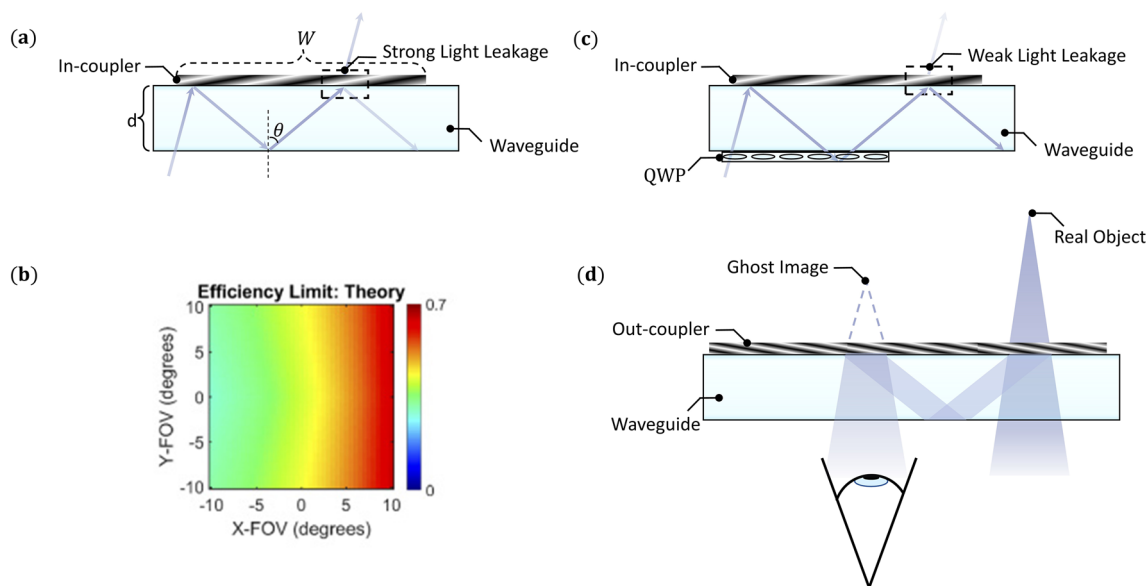 (a)
W
Strong Light Leakage
In-coupler
d
θ
Waveguide
(c)
Weak Light Leakage
In-coupler
Waveguide
QWP
(b)
Efficiency Limit: Theory
10
5
0
-5
-10
Y-FOV (degrees)
-10 -5 0 5 10
X-FOV (degrees)
0.7
0
(d)
Real Object
Ghost Image
Out-coupler
Waveguide